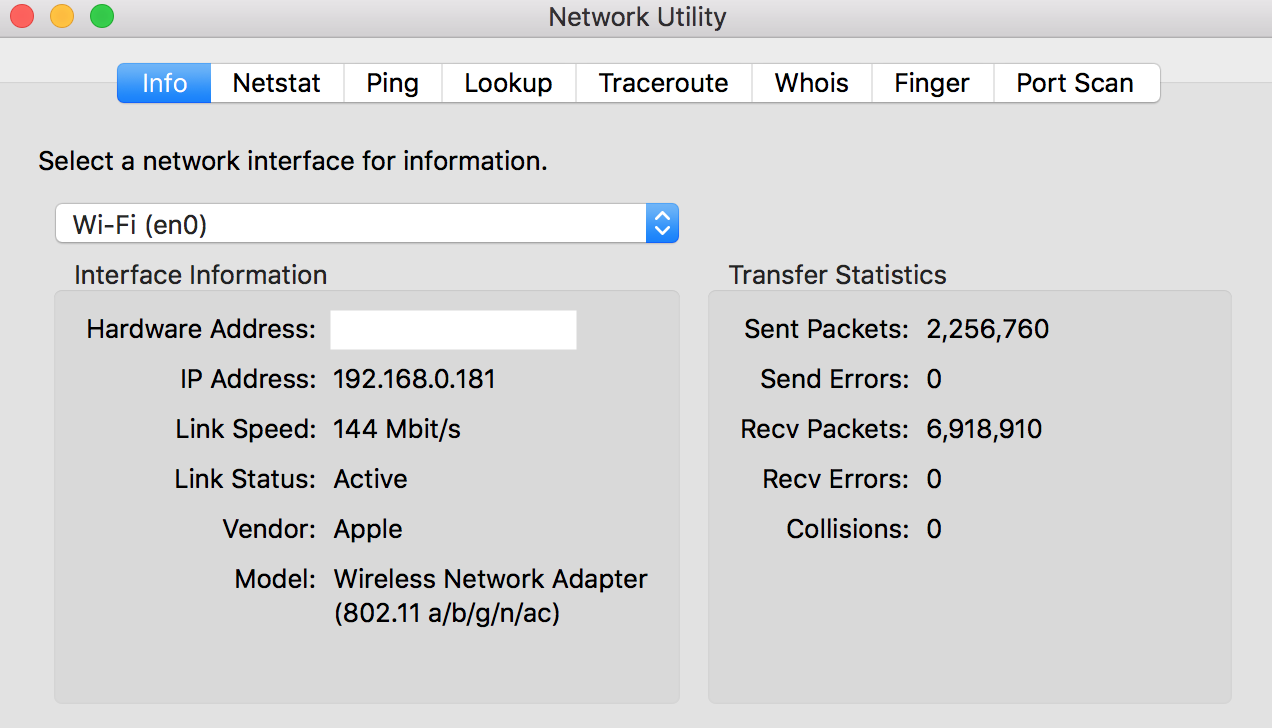 Network Utility
Info Netstat Ping Lookup Traceroute Whois Finger Port Scan
Select a network interface for information.
Wi-Fi (en0)
Interface Information
Hardware Address:
IP Address: 192.168.0.181
Link Speed: 144 Mbit/s
Link Status: Active
Vendor: Apple
Model: Wireless Network Adapter
(802.11 a/b/g/n/ac)
Transfer Statistics
Sent Packets: 2,256,760
Send Errors: 0
Recv Packets: 6,918,910
Recv Errors: 0
Collisions: 0